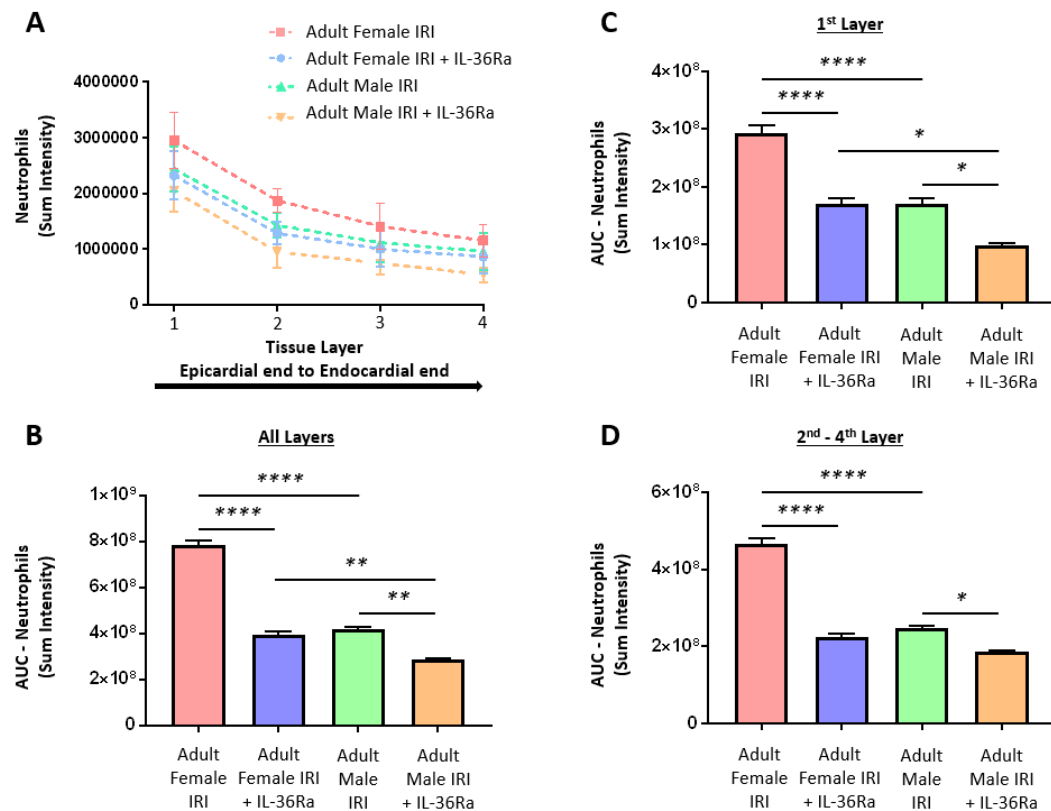 A
Adult Female IRI
Adult Female IRI + IL-36Ra
Adult Male IRI
Adult Male IRI + IL-36Ra
Neutrophils
(Sum Intensity)
4000000
3000000
2000000
1000000
0
1 2 3 4
Tissue Layer
Epicardial end to Endocardial end
C
1st Layer
AUC - Neutrophils
(Sum Intensity)
4×10⁸
3×10⁸
2×10⁸
1×10⁸
0
****
****
*
*
Adult Adult Adult Adult
Female Female IRI Male Male IRI
IRI + IL-36Ra IRI + IL-36Ra
B
All Layers
AUC - Neutrophils
(Sum Intensity)
1×10⁹
8×10⁸
6×10⁸
4×10⁸
2×10⁸
0
****
****
**
**
Adult Adult Adult Adult
Female Female IRI Male Male IRI
IRI + IL-36Ra IRI + IL-36Ra
D
2nd - 4th Layer
AUC - Neutrophils
(Sum Intensity)
6×10⁸
4×10⁸
2×10⁸
0
****
****
*
Adult Adult Adult Adult
Female Female IRI Male Male IRI
IRI + IL-36Ra IRI + IL-36Ra